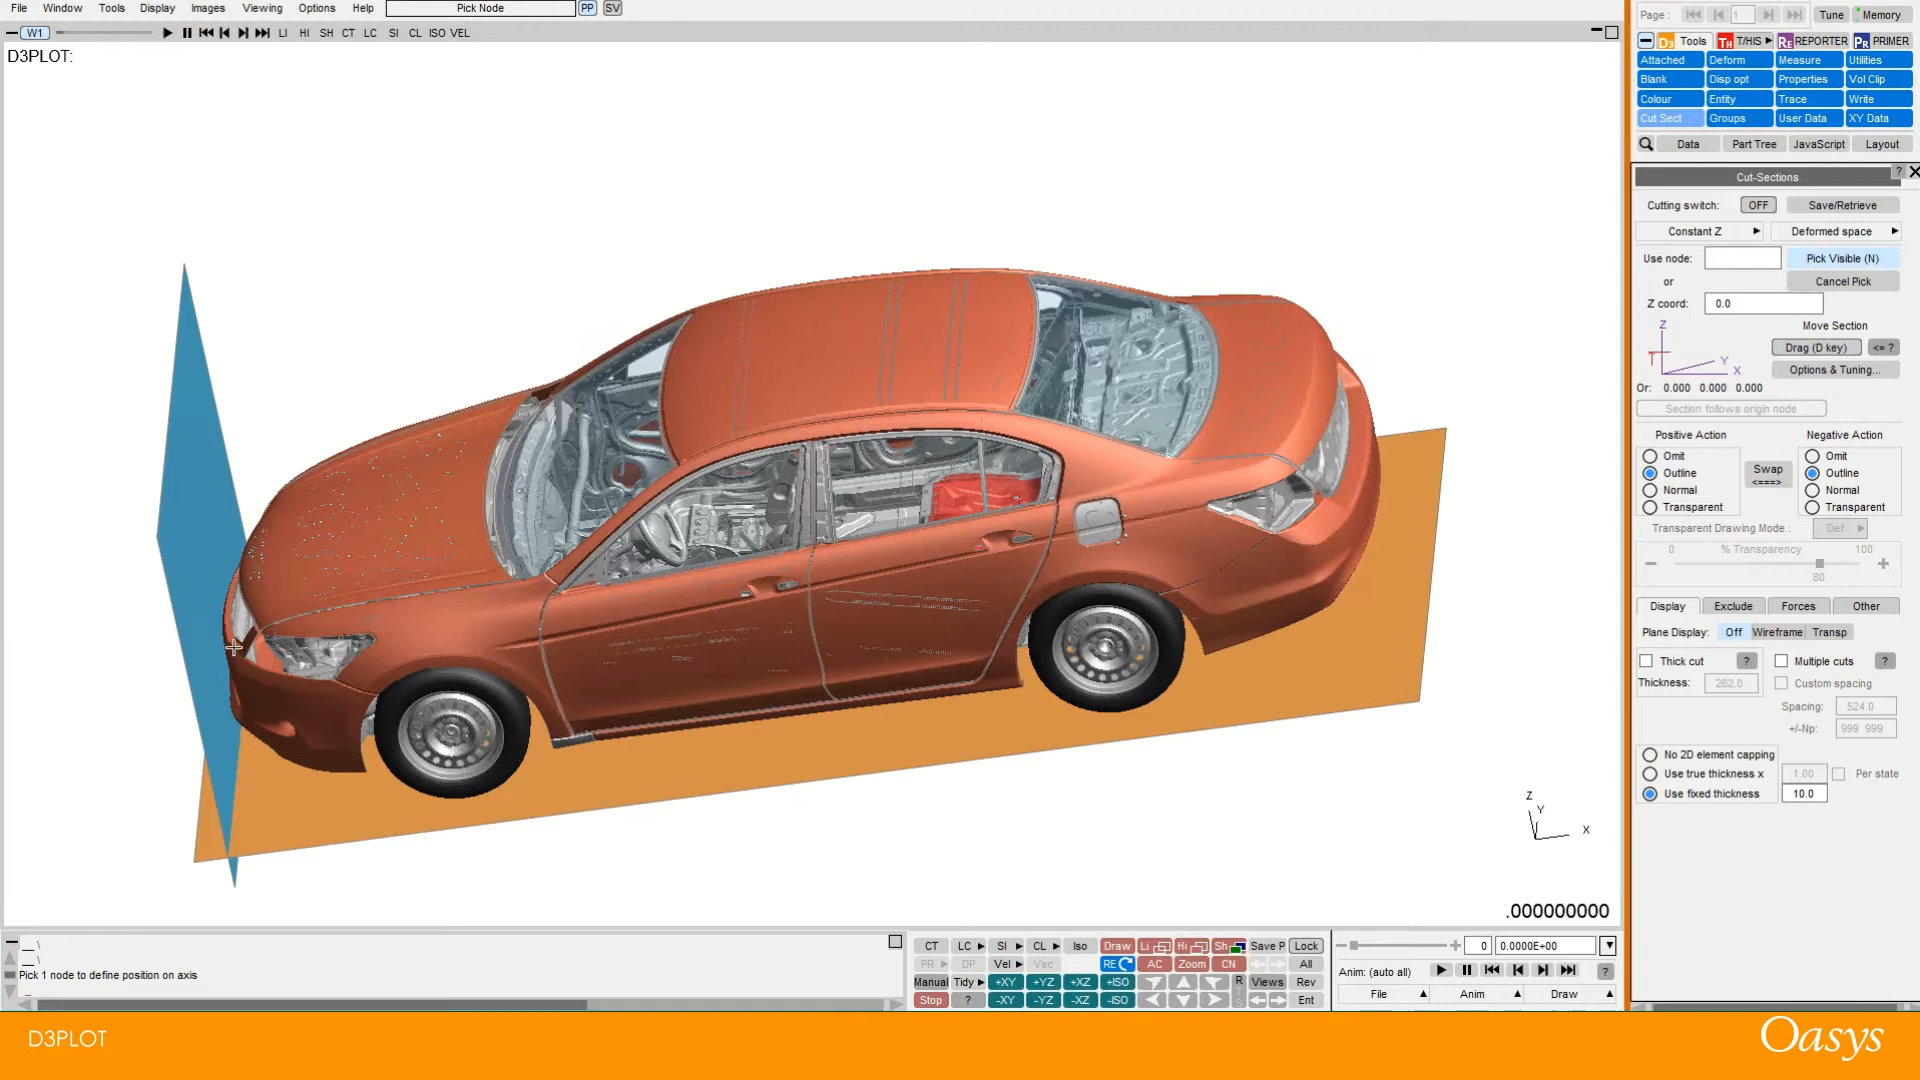 File Window Tools Display Images Viewing Options Help Pick Node PP SV
W1 LI HI SH CT LC SI CL ISO VEL
D3PLOT:
.000000000
Z
Y
X
Page : 1 Tune Memory
D3 Tools TH T/HIS RE REPORTER PR PRIMER
Attached Deform Measure Utilities
Blank Disp opt Properties Vol Clip
Colour Entity Trace Write
Cut Sect Groups User Data XY Data
Data Part Tree JavaScript Layout
Cut-Sections ?
Cutting switch: OFF Save/Retrieve
Constant Z Deformed space
Use node: Pick Visible (N)
or Cancel Pick
Z coord: 0.0
Z Move Section
T Y X Drag (D key) <= ?
Options & Tuning...
Or: 0.000 0.000 0.000
Section follows origin node
Positive Action Negative Action
Omit Omit
Outline Swap Outline
Normal <===> Normal
Transparent Transparent
Transparent Drawing Mode : Def
0 % Transparency 100
80
Display Exclude Forces Other
Plane Display: Off Wireframe Transp
Thick cut ? Multiple cuts ?
Thickness: 262.0 Custom spacing
Spacing: 524.0
+/-Np: 999 999
No 2D element capping
Use true thickness x 1.00 Per state
Use fixed thickness 10.0
Pick 1 node to define position on axis
CT LC SI CL Iso Draw Li Hi Sh Save P Lock
PR DP Vel Vec RE AC Zoom CN All
Manual Tidy +XY +YZ +XZ +ISO R Views Rev
Stop ? -XY -YZ -XZ -ISO Ent
0 0.0000E+00
Anim: (auto all) ?
File Anim Draw
D3PLOT
Oasys